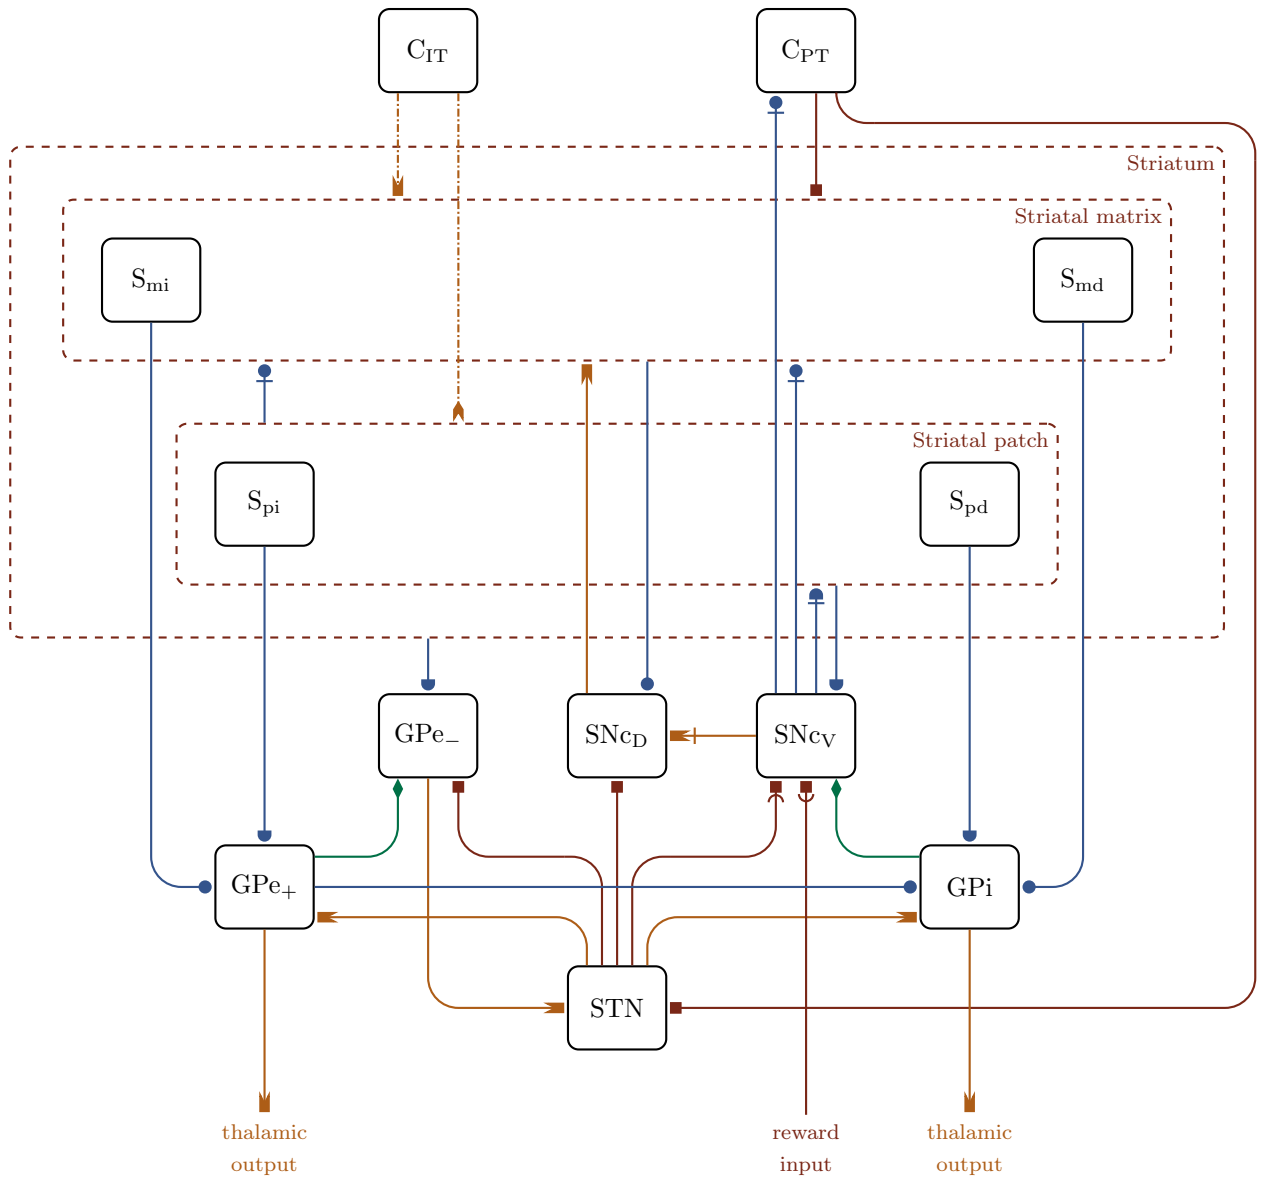 C_IT
C_PT
Striatum
Striatal matrix
S_mi
S_md
Striatal patch
S_pi
S_pd
GPe_−
SNc_D
SNc_V
GPe_+
GPi
STN
thalamic
output
reward
input
thalamic
output